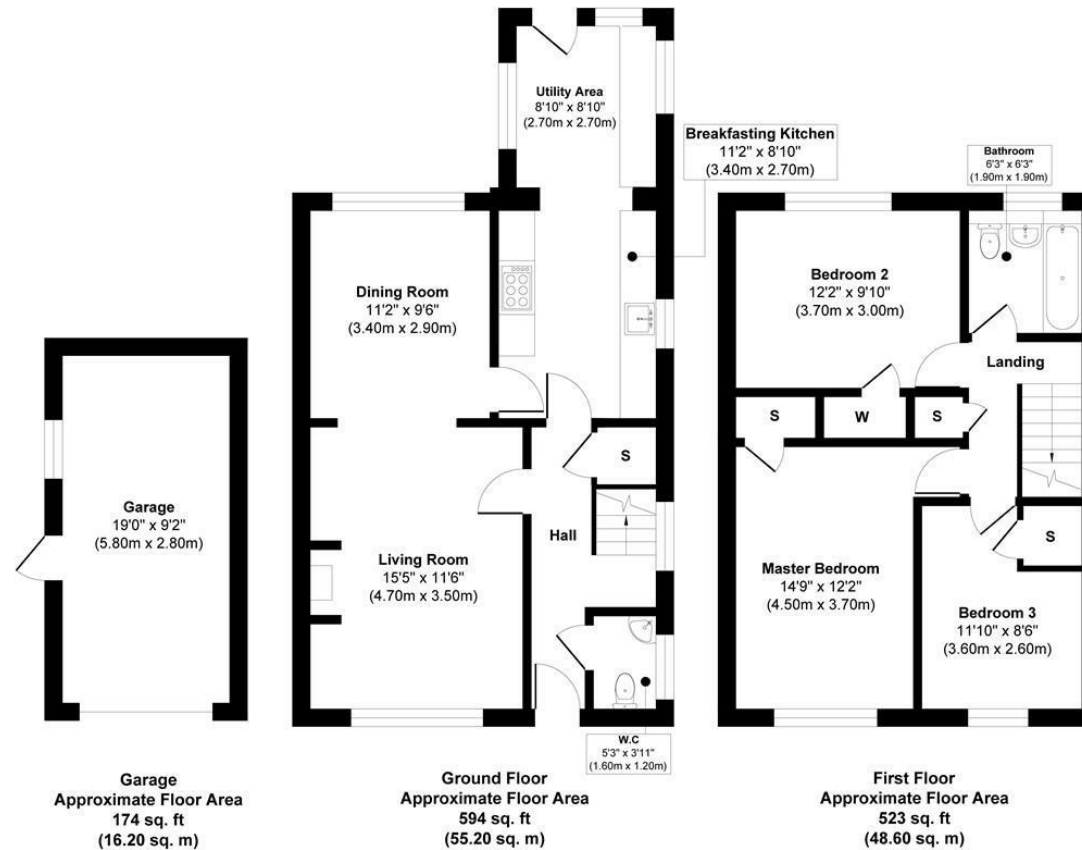 Utility Area
8'10" x 8'10"
(2.70m x 2.70m)
Breakfasting Kitchen
11'2" x 8'10"
(3.40m x 2.70m)
Dining Room
11'2" x 9'6"
(3.40m x 2.90m)
S
Hall
Living Room
15'5" x 11'6"
(4.70m x 3.50m)
W.C
5'3" x 3'11"
(1.60m x 1.20m)
Bathroom
6'3" x 6'3"
(1.90m x 1.90m)
Bedroom 2
12'2" x 9'10"
(3.70m x 3.00m)
Landing
S
W
S
Master Bedroom
14'9" x 12'2"
(4.50m x 3.70m)
S
Bedroom 3
11'10" x 8'6"
(3.60m x 2.60m)
Garage
19'0" x 9'2"
(5.80m x 2.80m)
Garage
Approximate Floor Area
174 sq. ft
(16.20 sq. m)
Ground Floor
Approximate Floor Area
594 sq. ft
(55.20 sq. m)
First Floor
Approximate Floor Area
523 sq. ft
(48.60 sq. m)